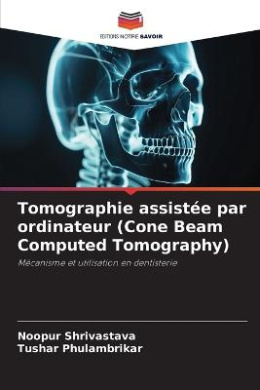 EDITIONS NOTRE SAVOIR
Tomographie assistée par
ordinateur (Cone Beam
Computed Tomography)
Mécanisme et utilisation en dentisterie
Noopur Shrivastava
Tushar Phulambrikar